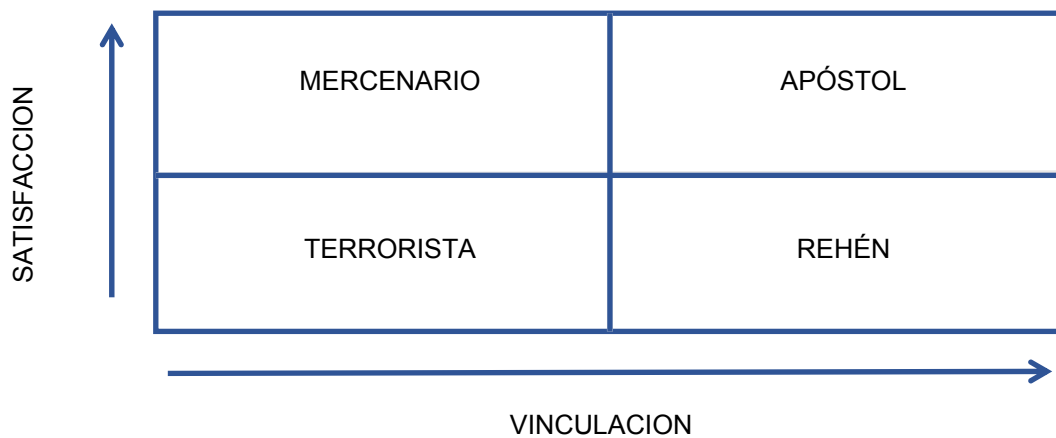 SATISFACCION
MERCENARIO
APÓSTOL
TERRORISTA
REHÉN
VINCULACION